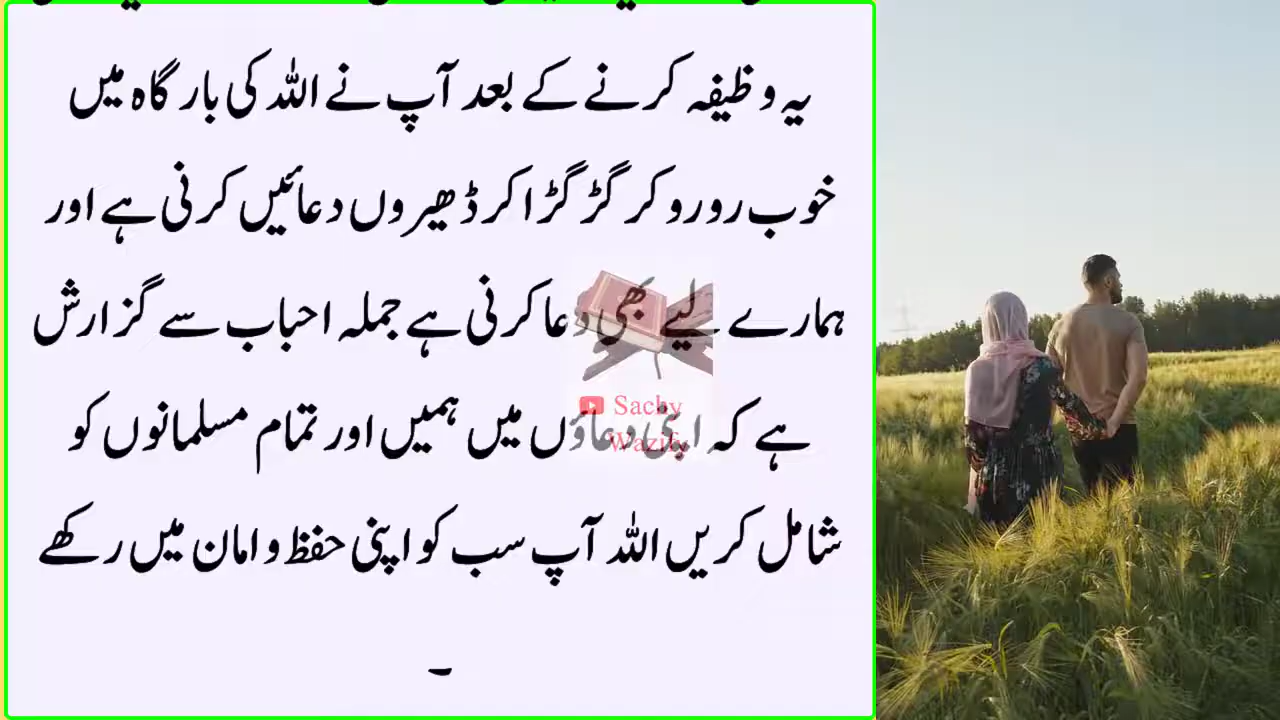 یہ وظیفہ کرنے کے بعد آپ نے اللہ کی بارگاہ میں
خوب رو رو کر گڑگڑا کر ڈھیروں دعائیں کرنی ہے اور
ہمارے لیے بھی دعا کرنی ہے جملہ احباب سے گزارش
ہے کہ اپنی دعاؤں میں ہمیں اور تمام مسلمانوں کو
شامل کریں اللہ آپ سب کو اپنی حفظ و امان میں رکھے
۔
Sachy
Wazify